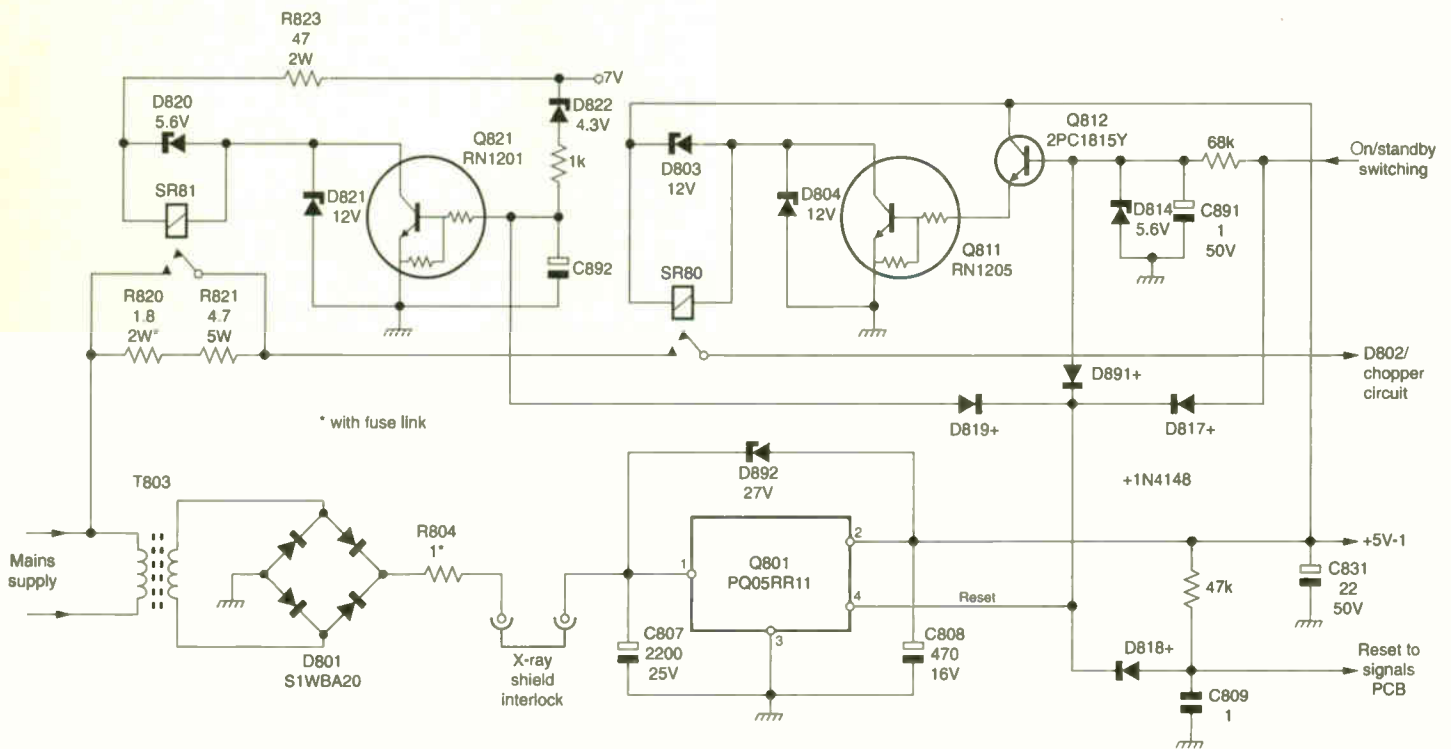 R823
47
2W
7V
D820
5.6V
D822
4.3V
Q821
RN1201
1k
SR81
D821
12V
C892
R820
1.8
2W*
R821
4.7
5W
D803
12V
D804
12V
SR80
Q812
2PC1815Y
68k
On/standby
switching
D814
5.6V
C891
1
50V
Q811
RN1205
D802/
chopper
circuit
D891+
D819+
D817+
* with fuse link
+1N4148
T803
Mains
supply
D801
S1WBA20
R804
1*
X-ray
shield
interlock
D892
27V
1
Q801
PQ05RR11
2
4
3
Reset
C807
2200
25V
C808
470
16V
+5V-1
47k
C831
22
50V
D818+
C809
1
Reset to
signals
PCB